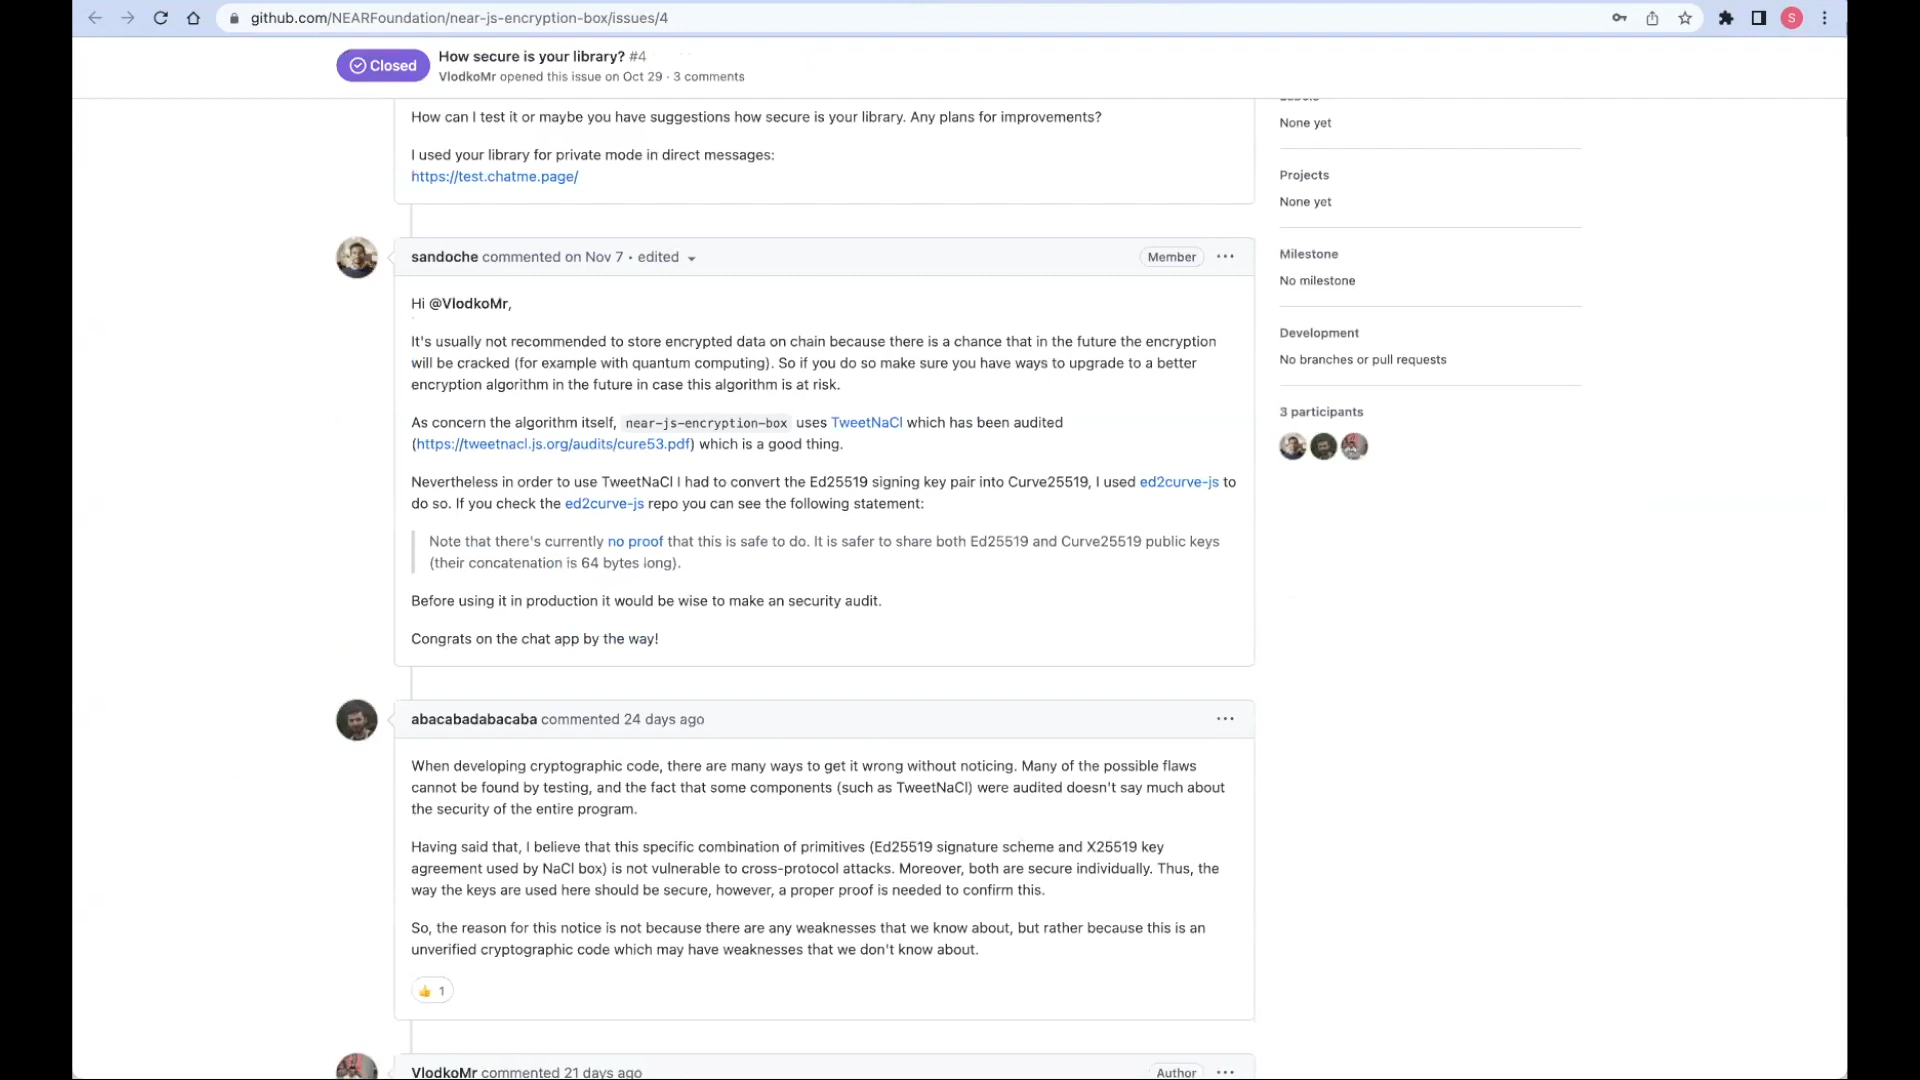 github.com/NEARFoundation/near-js-encryption-box/issues/4
S
Closed
How secure is your library? #4
VlodkoMr opened this issue on Oct 29 · 3 comments
How can I test it or maybe you have suggestions how secure is your library. Any plans for improvements?
I used your library for private mode in direct messages:
https://test.chatme.page/
sandoche commented on Nov 7 • edited
Member
Hi @VlodkoMr,
It's usually not recommended to store encrypted data on chain because there is a chance that in the future the encryption
will be cracked (for example with quantum computing). So if you do so make sure you have ways to upgrade to a better
encryption algorithm in the future in case this algorithm is at risk.
As concern the algorithm itself, near-js-encryption-box uses TweetNaCl which has been audited
(https://tweetnacl.js.org/audits/cure53.pdf) which is a good thing.
Nevertheless in order to use TweetNaCl I had to convert the Ed25519 signing key pair into Curve25519, I used ed2curve-js to
do so. If you check the ed2curve-js repo you can see the following statement:
Note that there's currently no proof that this is safe to do. It is safer to share both Ed25519 and Curve25519 public keys
(their concatenation is 64 bytes long).
Before using it in production it would be wise to make an security audit.
Congrats on the chat app by the way!
abacabadabacaba commented 24 days ago
When developing cryptographic code, there are many ways to get it wrong without noticing. Many of the possible flaws
cannot be found by testing, and the fact that some components (such as TweetNaCl) were audited doesn't say much about
the security of the entire program.
Having said that, I believe that this specific combination of primitives (Ed25519 signature scheme and X25519 key
agreement used by NaCl box) is not vulnerable to cross-protocol attacks. Moreover, both are secure individually. Thus, the
way the keys are used here should be secure, however, a proper proof is needed to confirm this.
So, the reason for this notice is not because there are any weaknesses that we know about, but rather because this is an
unverified cryptographic code which may have weaknesses that we don't know about.
👍 1
VlodkoMr commented 21 days ago
Author
Labels
None yet
Projects
None yet
Milestone
No milestone
Development
No branches or pull requests
3 participants